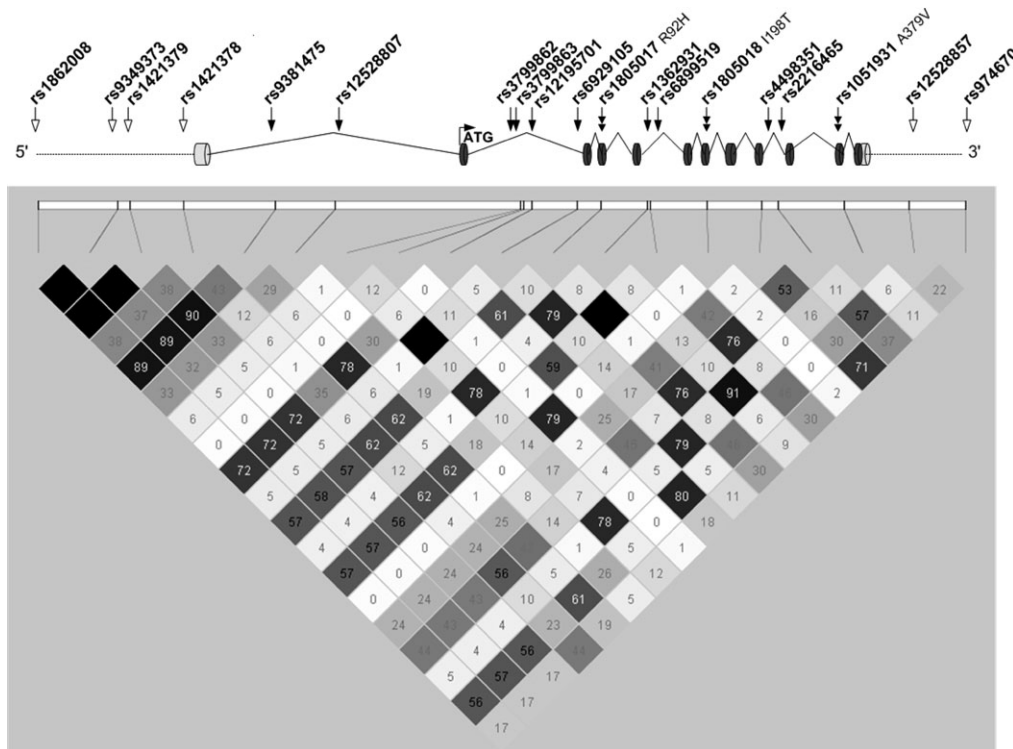 rs1862008
rs9349373
rs1421379
rs1421378
rs9381475
rs12528807
rs3799862
rs3799863
rs12195701
rs6929105
rs1805017 R92H
rs1362931
rs6899519
rs1805018 I198T
rs4498351
rs2216465
rs1051931 A379V
rs12528857
rs974670
5' ATG 3'
38 43 29 1 12 0 5 10 8 8 1 2 53 11 6 22
37 90 12 6 0 6 11 61 79 0 42 2 16 57 11
38 89 33 6 0 30 1 4 10 1 13 76 0 30 37
89 32 5 1 78 1 10 0 59 14 41 10 8 0 71
33 5 0 35 6 19 78 1 0 17 76 91 2
6 0 72 6 62 1 10 79 25 7 8 6 30
0 72 5 62 5 18 14 2 45 79 9
72 5 57 12 62 0 17 4 5 5 30
5 58 4 62 1 8 7 0 80 11
57 4 56 4 25 14 78 0 18
4 57 0 24 1 5 1
57 0 24 56 5 26 12
0 24 43 10 61 5
24 43 4 23 19
44 4 56 44
5 57 17
56 17
17